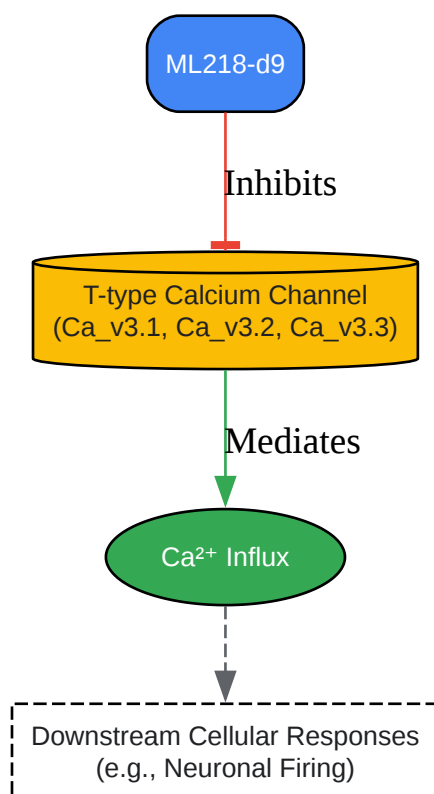 ML218-d9
Inhibits
T-type Calcium Channel
(Ca_v3.1, Ca_v3.2, Ca_v3.3)
Mediates
Ca²⁺ Influx
Downstream Cellular Responses
(e.g., Neuronal Firing)